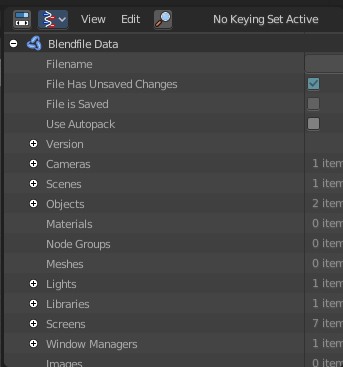 View Edit No Keying Set Active
Blendfile Data
Filename
File Has Unsaved Changes
File is Saved
Use Autopack
Version
Cameras 1 item
Scenes 1 item
Objects 2 item
Materials 0 item
Node Groups 0 item
Meshes 0 item
Lights 1 item
Libraries 1 item
Screens 7 item
Window Managers 1 item
Images 0 item